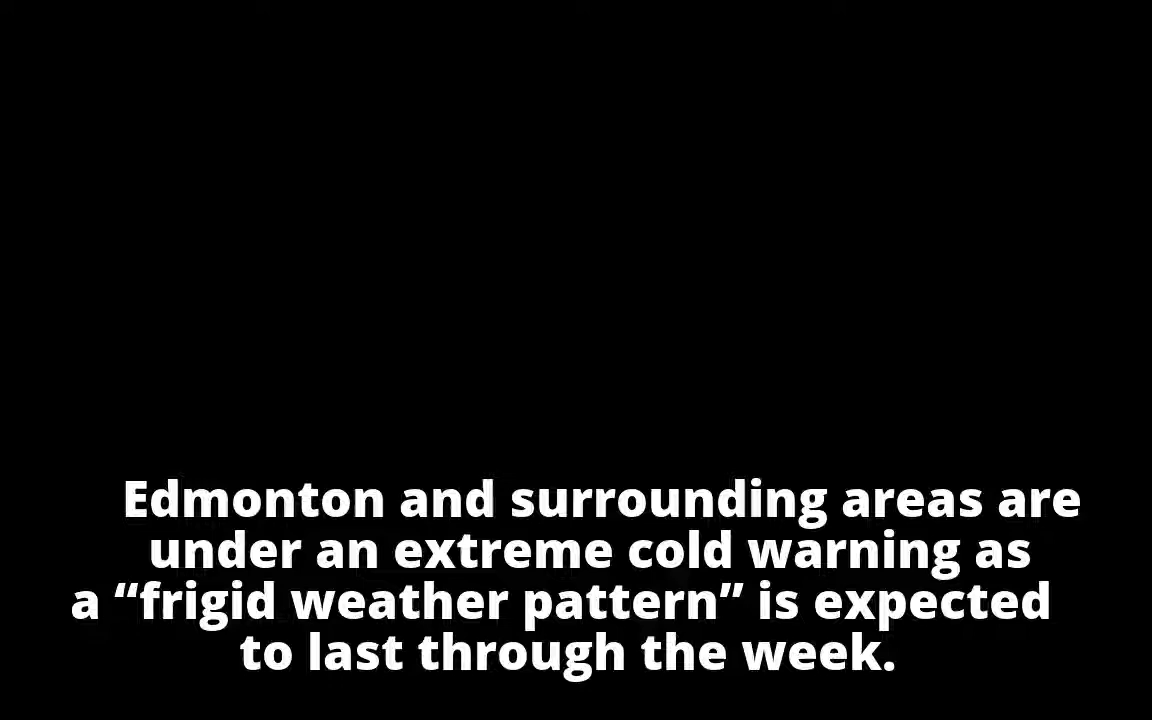 Edmonton and surrounding areas are
under an extreme cold warning as
a “frigid weather pattern” is expected
to last through the week.